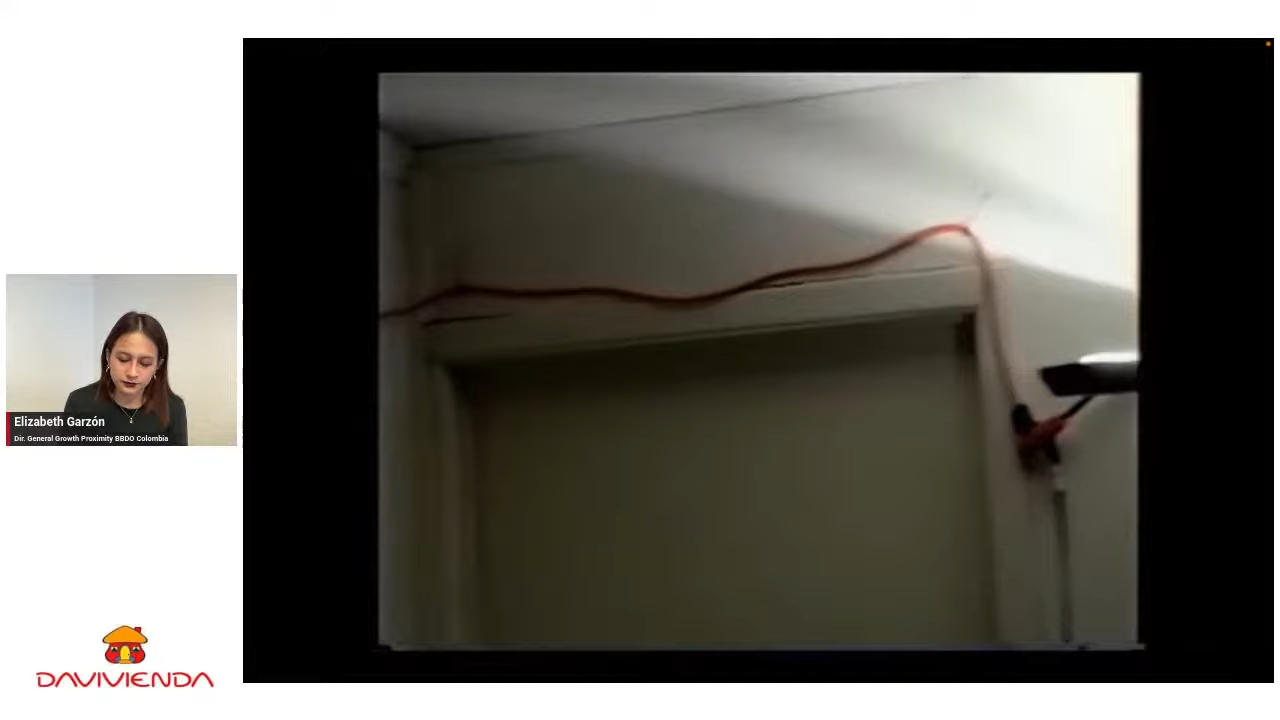 Elizabeth Garzón
Dir. General Growth Proximity BBDO Colombia
DAVIVIENDA